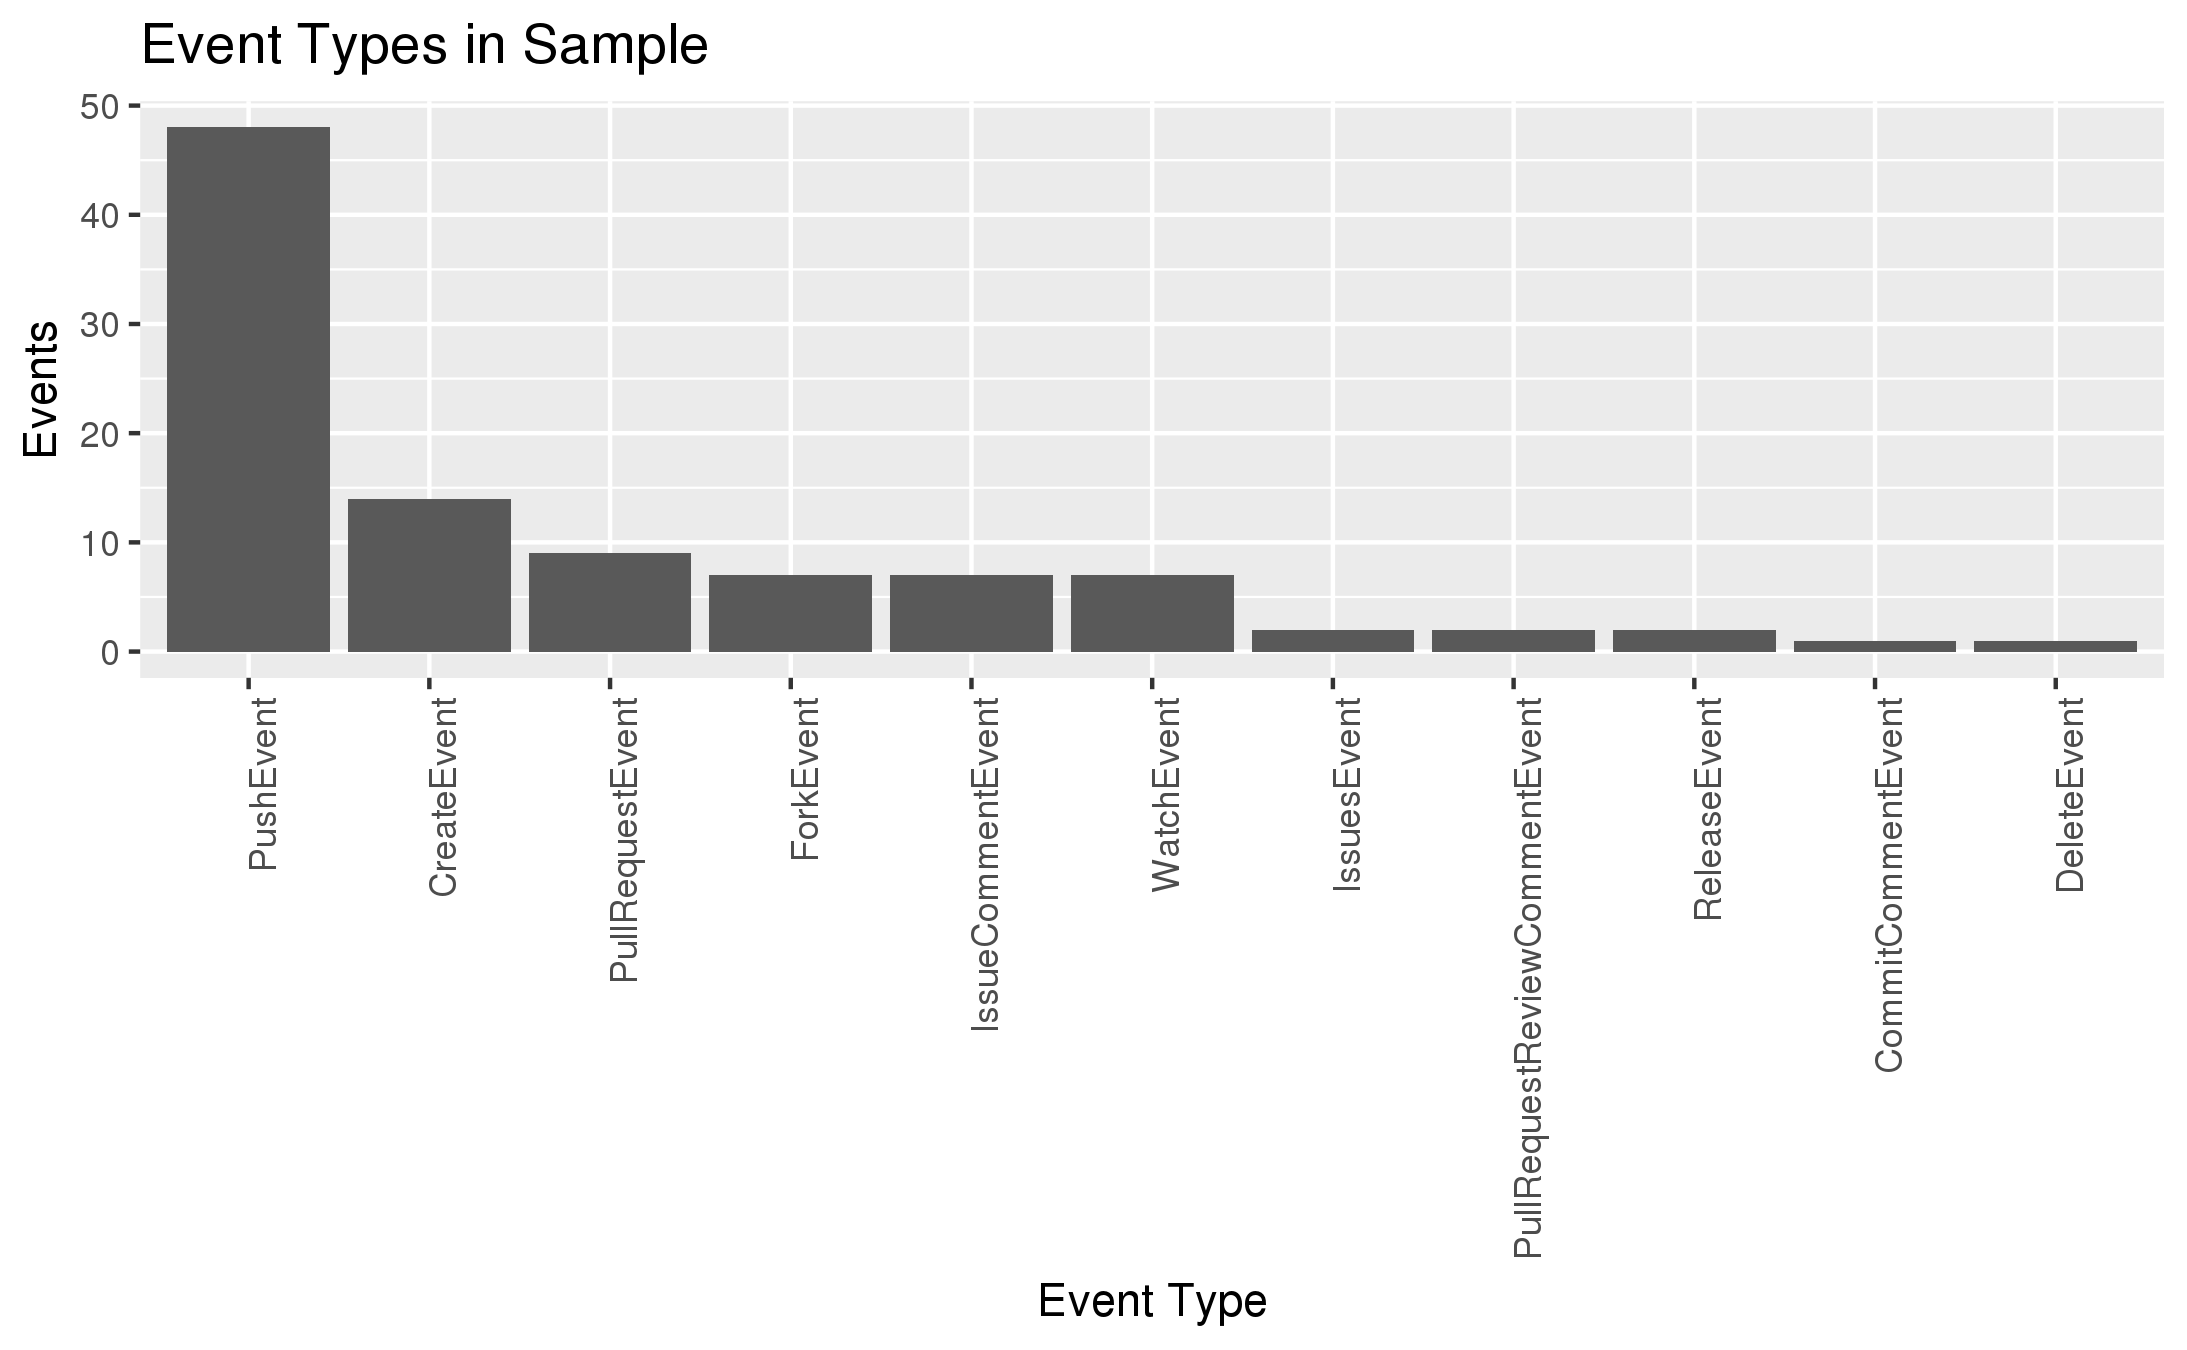 Event Types in Sample
50
40
30
20
10
0
Events
PushEvent
CreateEvent
PullRequestEvent
ForkEvent
IssueCommentEvent
WatchEvent
IssuesEvent
PullRequestReviewCommentEvent
ReleaseEvent
CommitCommentEvent
DeleteEvent
Event Type